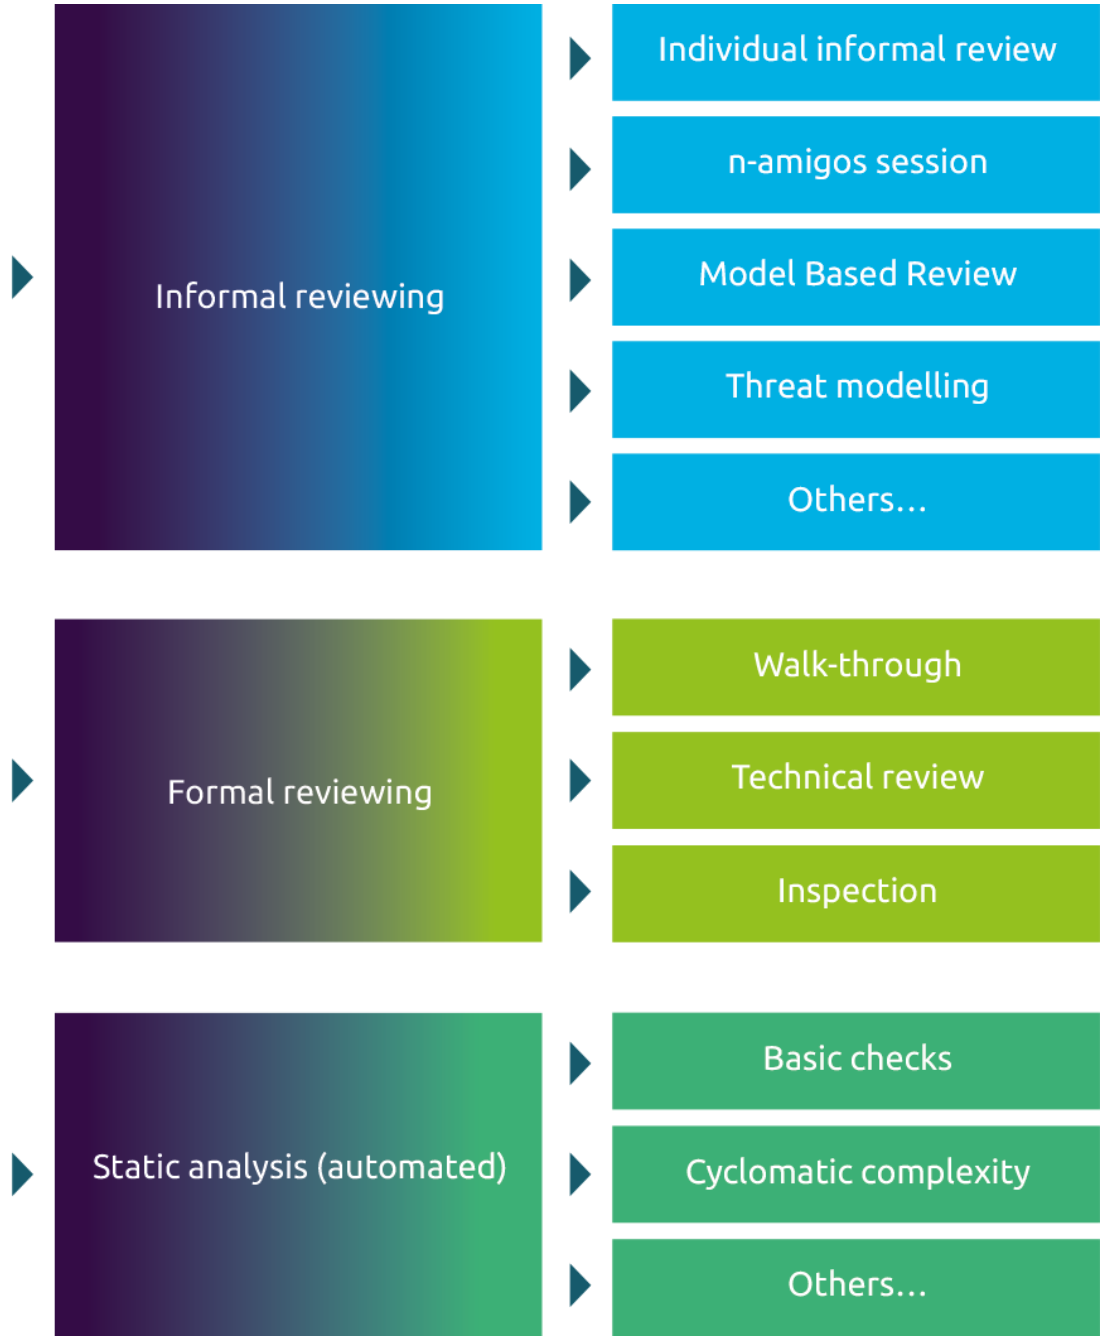 Informal reviewing
Individual informal review
n-amigos session
Model Based Review
Threat modelling
Others...
Formal reviewing
Walk-through
Technical review
Inspection
Static analysis (automated)
Basic checks
Cyclomatic complexity
Others...